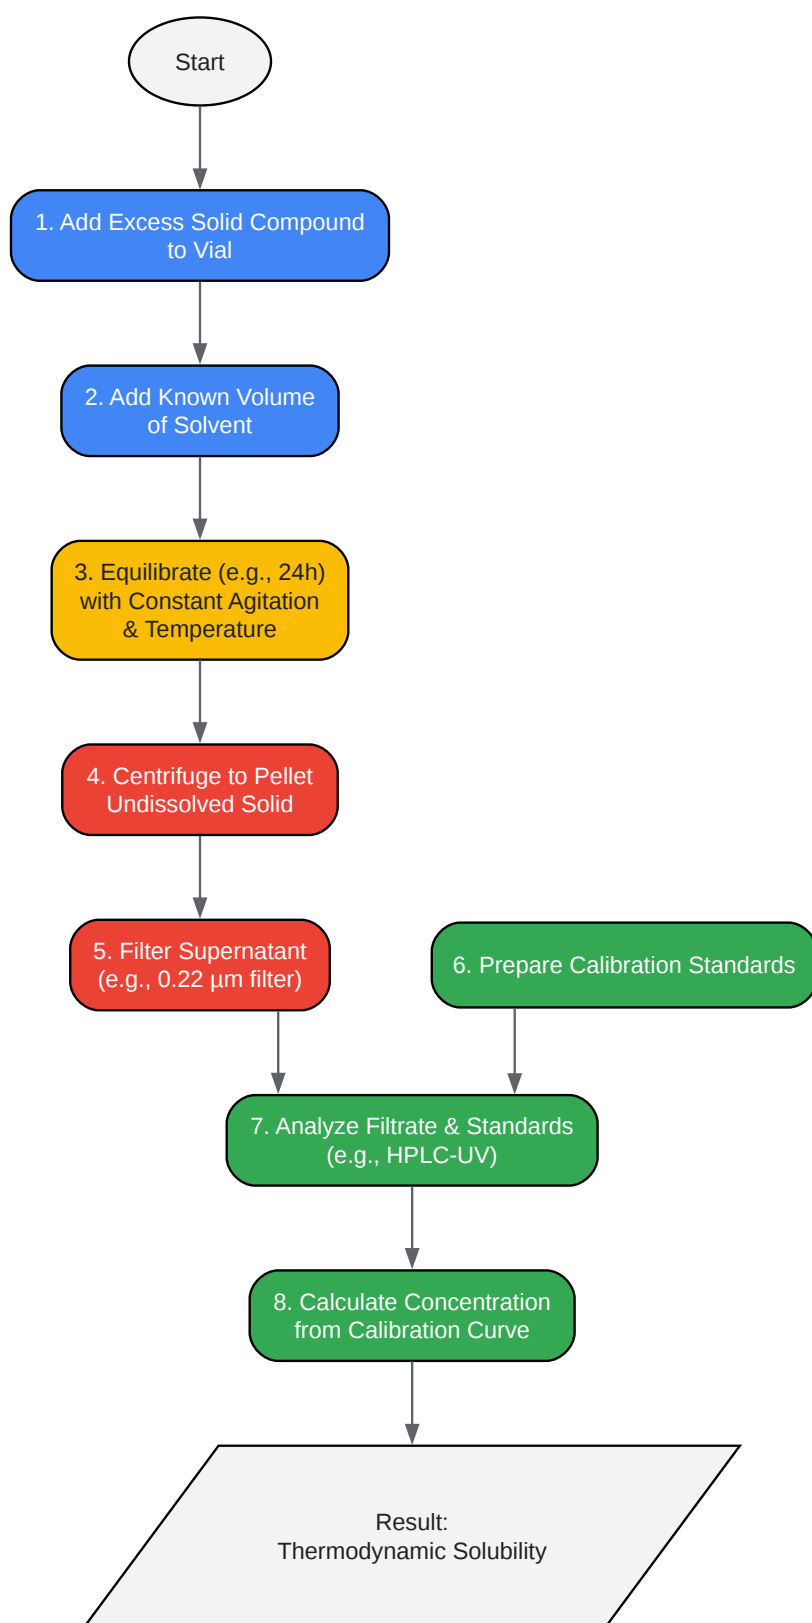 Start
1. Add Excess Solid Compound
to Vial
2. Add Known Volume
of Solvent
3. Equilibrate (e.g., 24h)
with Constant Agitation
& Temperature
4. Centrifuge to Pellet
Undissolved Solid
5. Filter Supernatant
(e.g., 0.22 µm filter)
6. Prepare Calibration Standards
7. Analyze Filtrate & Standards
(e.g., HPLC-UV)
8. Calculate Concentration
from Calibration Curve
Result:
Thermodynamic Solubility